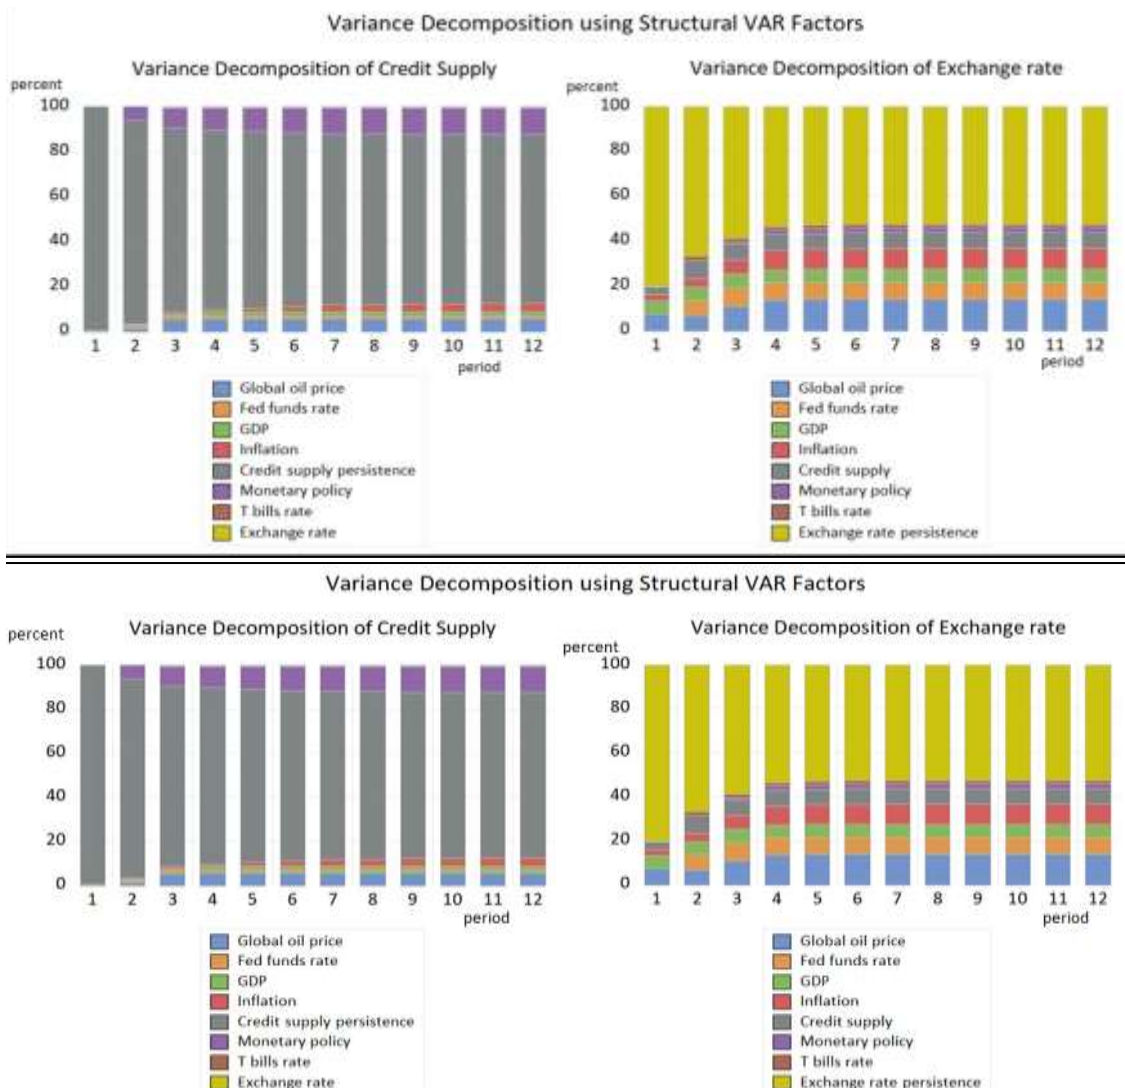 Variance Decomposition using Structural VAR Factors
Variance Decomposition of Credit Supply
percent
100
80
60
40
20
0
1 2 3 4 5 6 7 8 9 10 11 12
period
Global oil price
Fed funds rate
GDP
Inflation
Credit supply persistence
Monetary policy
T bills rate
Exchange rate
Variance Decomposition of Exchange rate
percent
100
80
60
40
20
0
1 2 3 4 5 6 7 8 9 10 11 12
period
Global oil price
Fed funds rate
GDP
Inflation
Credit supply
Monetary policy
T bills rate
Exchange rate persistence
Variance Decomposition using Structural VAR Factors
Variance Decomposition of Credit Supply
percent
100
80
60
40
20
0
1 2 3 4 5 6 7 8 9 10 11 12
period
Global oil price
Fed funds rate
GDP
Inflation
Credit supply persistence
Monetary policy
T bills rate
Exchange rate
Variance Decomposition of Exchange rate
percent
100
80
60
40
20
0
1 2 3 4 5 6 7 8 9 10 11 12
period
Global oil price
Fed funds rate
GDP
Inflation
Credit supply
Monetary policy
T bills rate
Exchange rate persistence